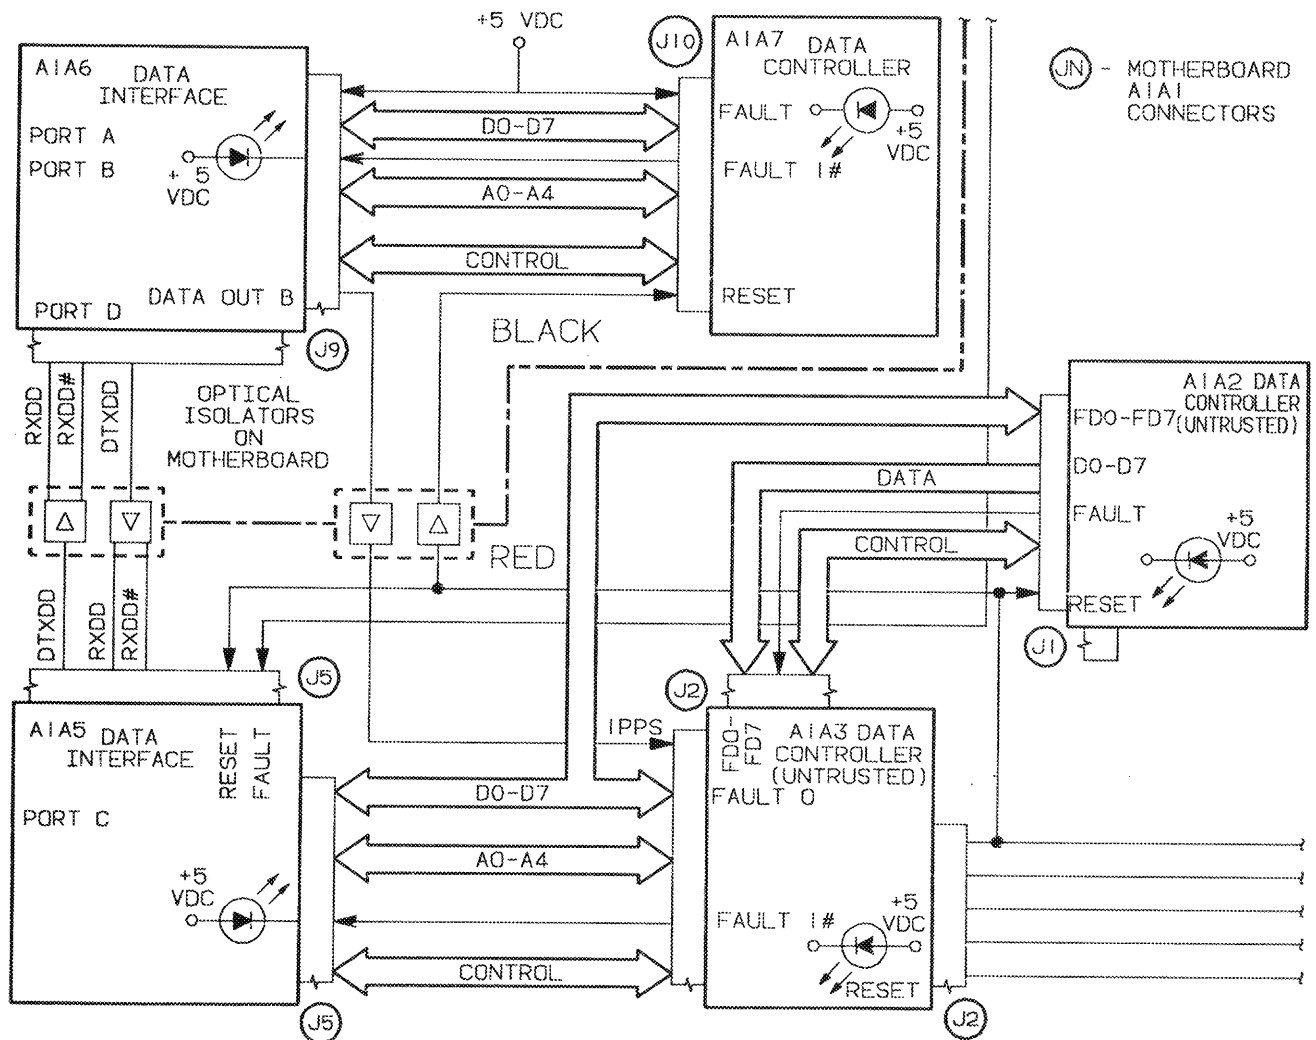 +5 VDC
J10
A1A6
DATA
INTERFACE
PORT A
PORT B
+ 5
VDC
DATA OUT B
PORT D
J9
D0-D7
A0-A4
CONTROL
A1A7
DATA
CONTROLLER
FAULT
+5
VDC
FAULT 1#
RESET
JN - MOTHERBOARD
A1A1
CONNECTORS
BLACK
RXDD
RXDD#
DTXDD
OPTICAL
ISOLATORS
ON
MOTHERBOARD
RED
A1A2 DATA
CONTROLLER
(UNTRUSTED)
FD0-FD7
D0-D7
FAULT
+5
VDC
RESET
J1
DATA
CONTROL
DTXDD
RXDD
RXDD#
J5
J2
A1A5
DATA
INTERFACE
RESET
FAULT
PORT C
+5
VDC
J5
1PPS
D0-D7
A0-A4
CONTROL
FD0-
FD7
A1A3 DATA
CONTROLLER
(UNTRUSTED)
FAULT 0
FAULT 1#
+5
VDC
RESET
J2